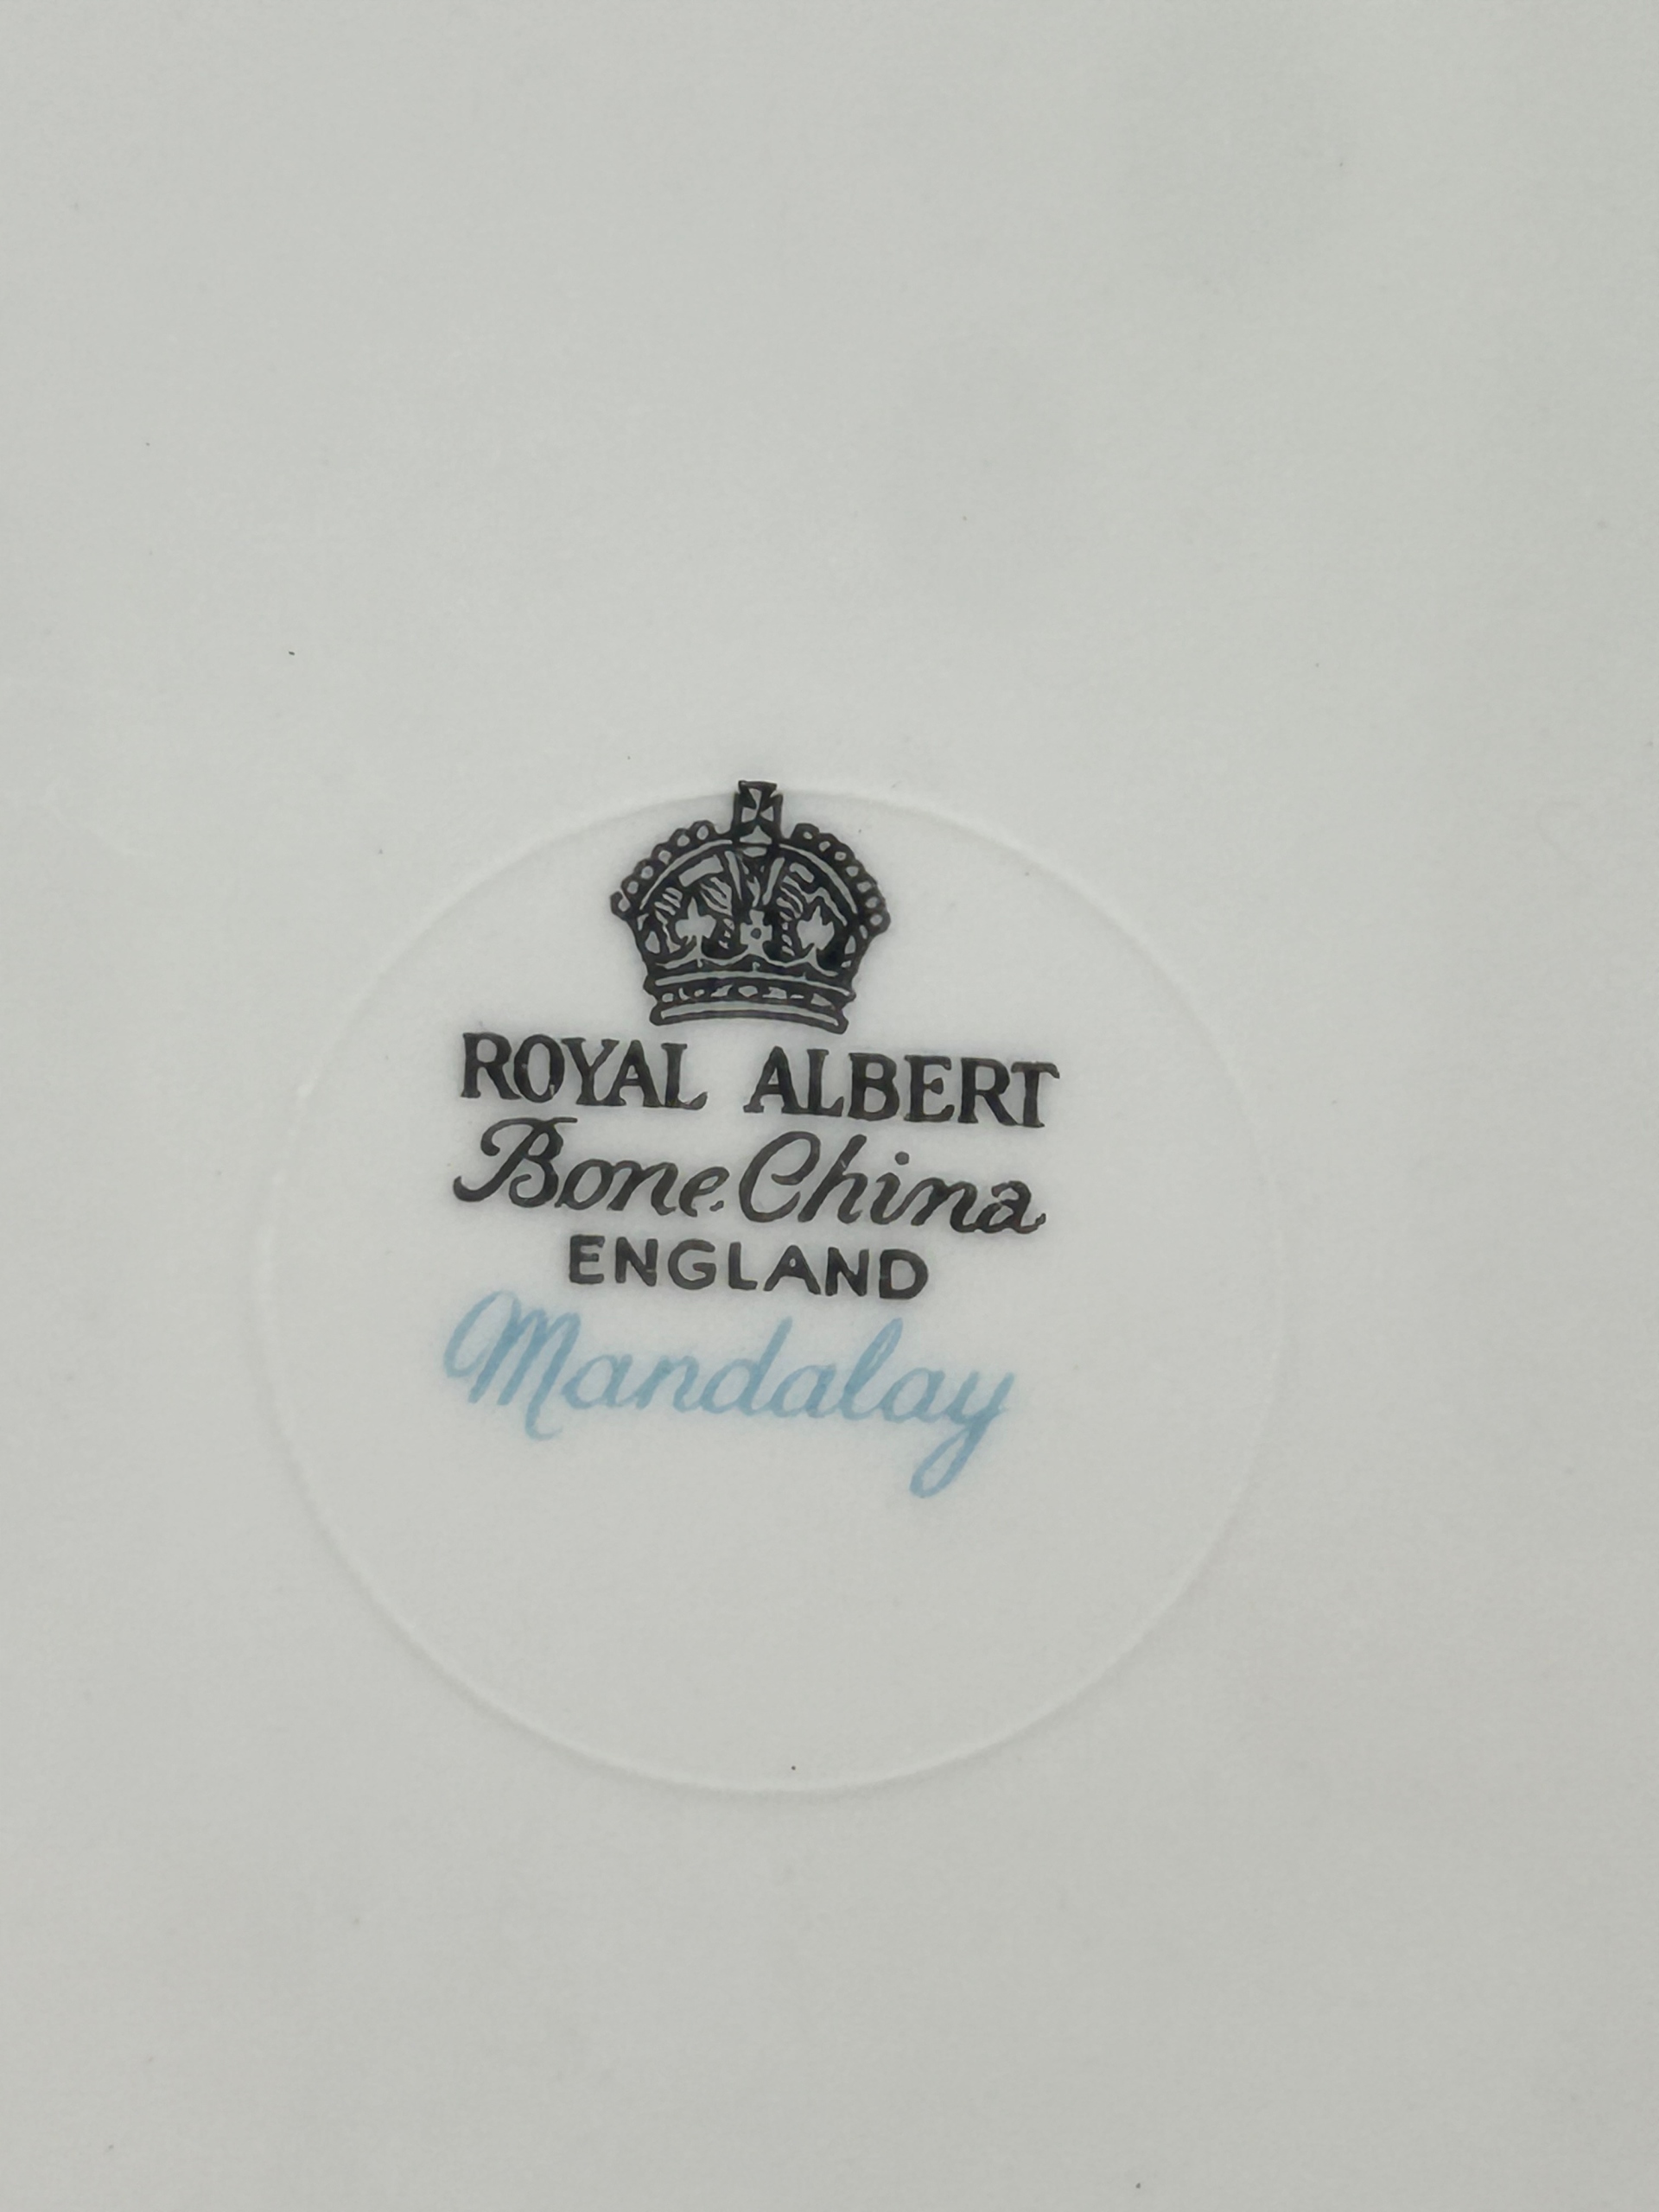 ROYAL ALBERT
Bone China
ENGLAND
Mandalay